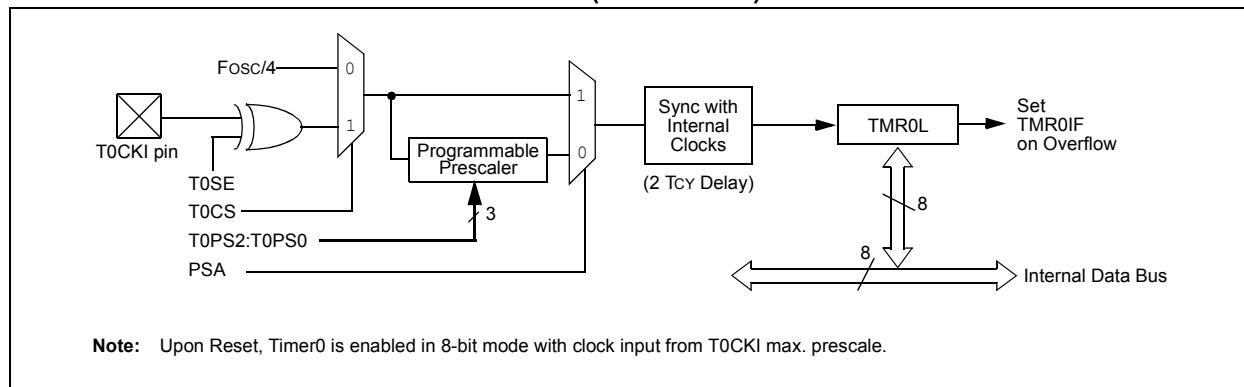 Fosc/4
0
1
T0CKI pin
T0SE
T0CS
T0PS2:T0PS0
PSA
Programmable
Prescaler
3
1
0
Sync with
Internal
Clocks
(2 TCY Delay)
TMR0L
Set
TMR0IF
on Overflow
8
8
Internal Data Bus
Note: Upon Reset, Timer0 is enabled in 8-bit mode with clock input from T0CKI max. prescale.